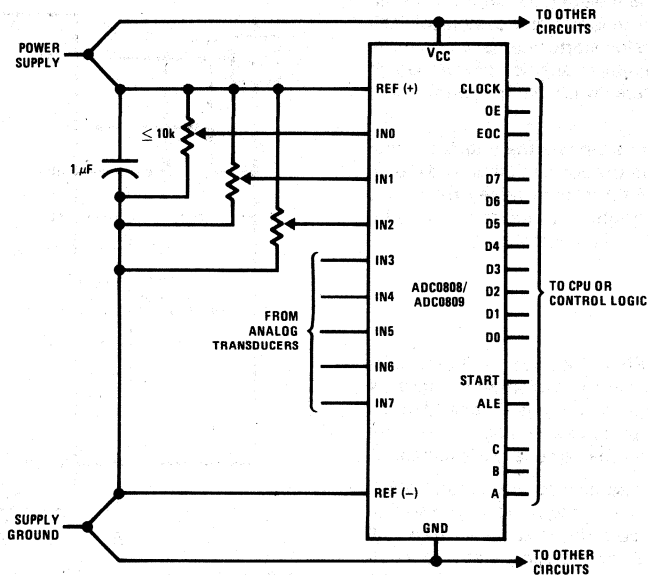 TO OTHER
CIRCUITS
POWER
SUPPLY
VCC
REF (+)
CLOCK
OE
≤ 10k
IN0
EOC
1 µF
IN1
D7
D6
IN2
D5
D4
IN3
D3
ADC0808/
ADC0809
IN4
D2
TO CPU OR
CONTROL LOGIC
FROM
ANALOG
TRANSDUCERS
IN5
D1
D0
IN6
START
IN7
ALE
C
B
REF (−)
A
SUPPLY
GROUND
GND
TO OTHER
CIRCUITS